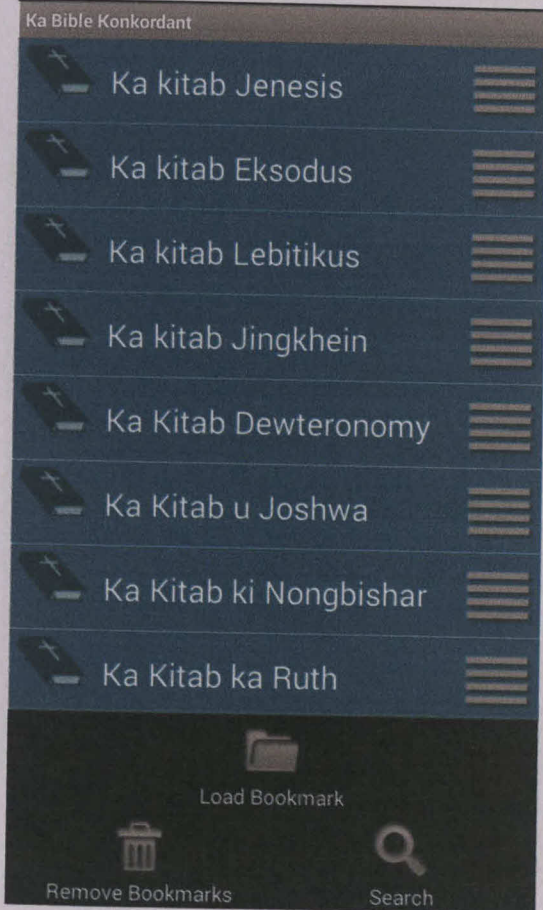 Ka Bible Konkordant
Ka kitab Jenesis
Ka kitab Eksodus
Ka kitab Lebitikus
Ka kitab Jingkhein
Ka Kitab Dewteronomy
Ka Kitab u Joshwa
Ka Kitab ki Nongbishar
Ka Kitab ka Ruth
Load Bookmark
Remove Bookmarks
Search